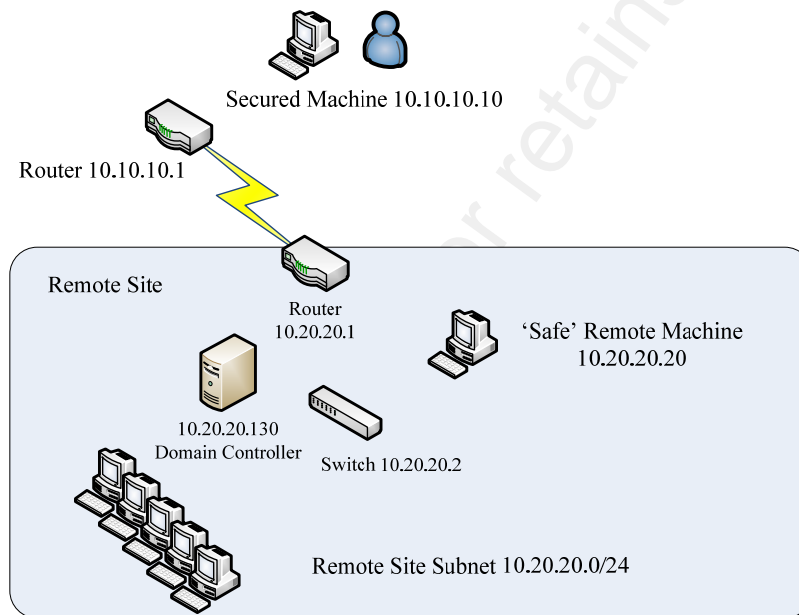 Secured Machine 10.10.10.10
Router 10.10.10.1
Remote Site
Router
10.20.20.1
'Safe' Remote Machine
10.20.20.20
10.20.20.130
Domain Controller
Switch 10.20.20.2
Remote Site Subnet 10.20.20.0/24
or retains